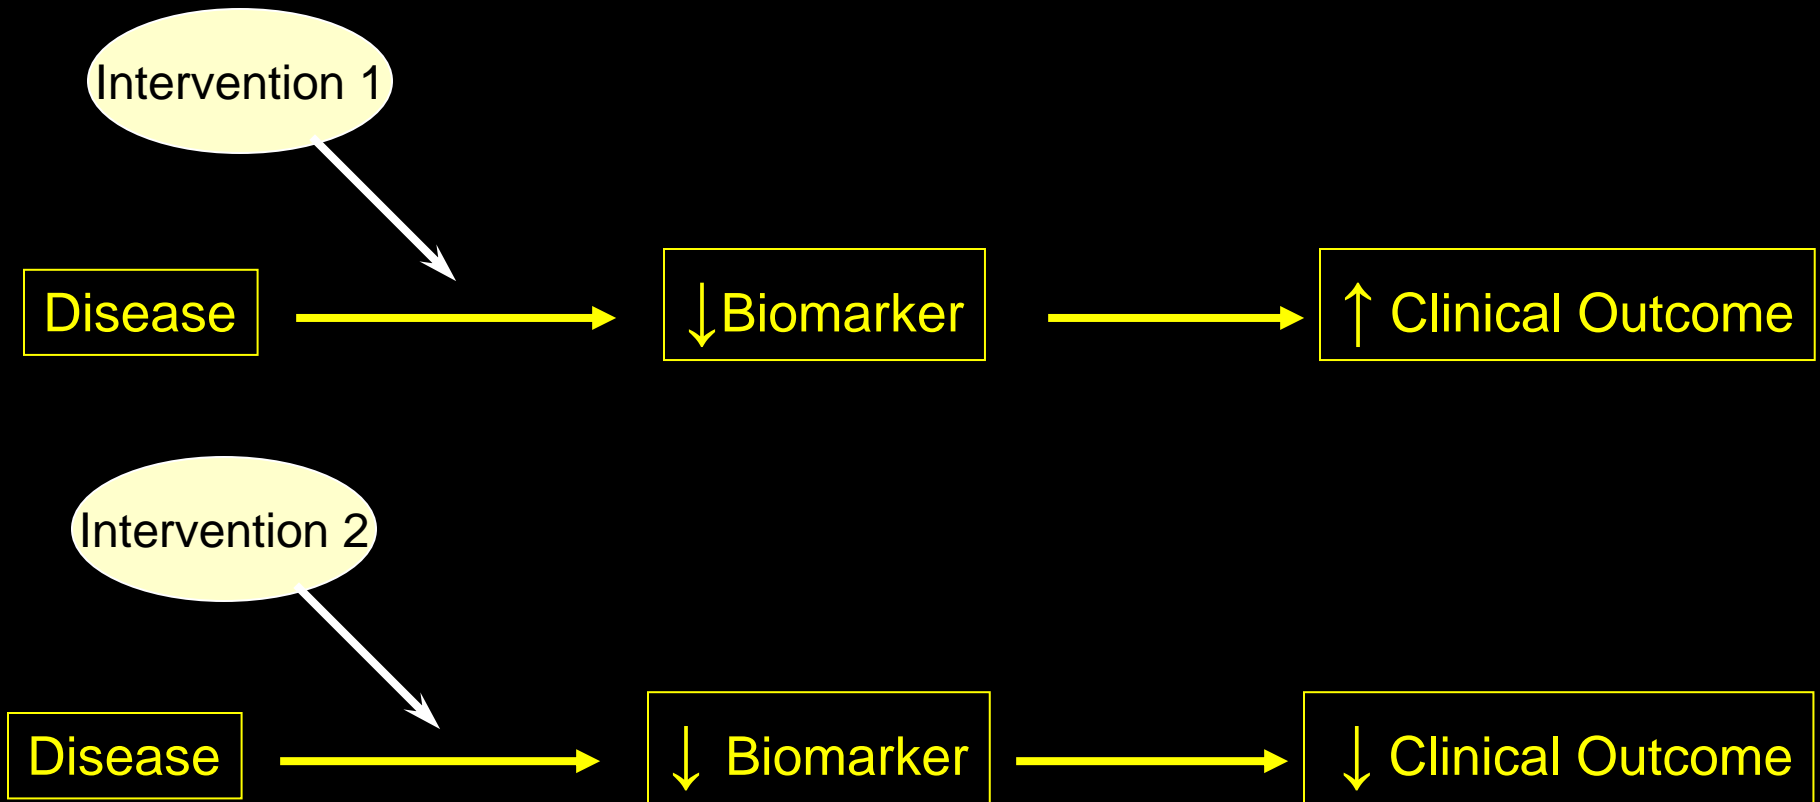 Intervention 1
Disease
↓Biomarker
↑ Clinical Outcome
Intervention 2
Disease
↓ Biomarker
↓ Clinical Outcome